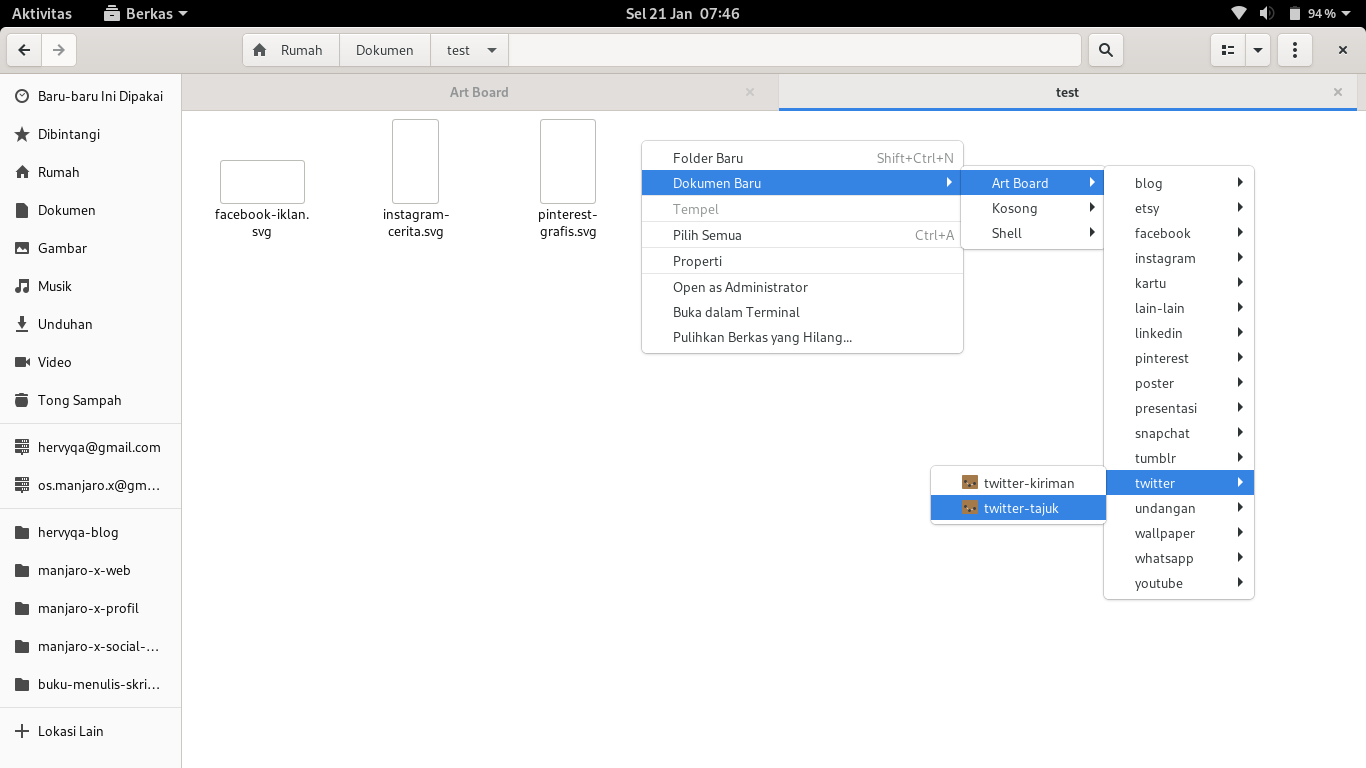 Aktivitas
Berkas
Sel 21 Jan 07:46
94 %
Rumah
Dokumen
test
Art Board
test
Baru-baru Ini Dipakai
Dibintangi
Rumah
Dokumen
Gambar
Musik
Unduhan
Video
Tong Sampah
hervyqa@gmail.com
os.manjaro.x@gm...
hervyqa-blog
manjaro-x-web
manjaro-x-profil
manjaro-x-social-...
buku-menulis-skri...
Lokasi Lain
facebook-iklan.
svg
instagram-
cerita.svg
pinterest-
grafis.svg
Folder Baru Shift+Ctrl+N
Dokumen Baru
Tempel
Pilih Semua Ctrl+A
Properti
Open as Administrator
Buka dalam Terminal
Pulihkan Berkas yang Hilang...
Art Board
Kosong
Shell
blog
etsy
facebook
instagram
kartu
lain-lain
linkedin
pinterest
poster
presentasi
snapchat
tumblr
twitter
undangan
wallpaper
whatsapp
youtube
twitter-kiriman
twitter-tajuk